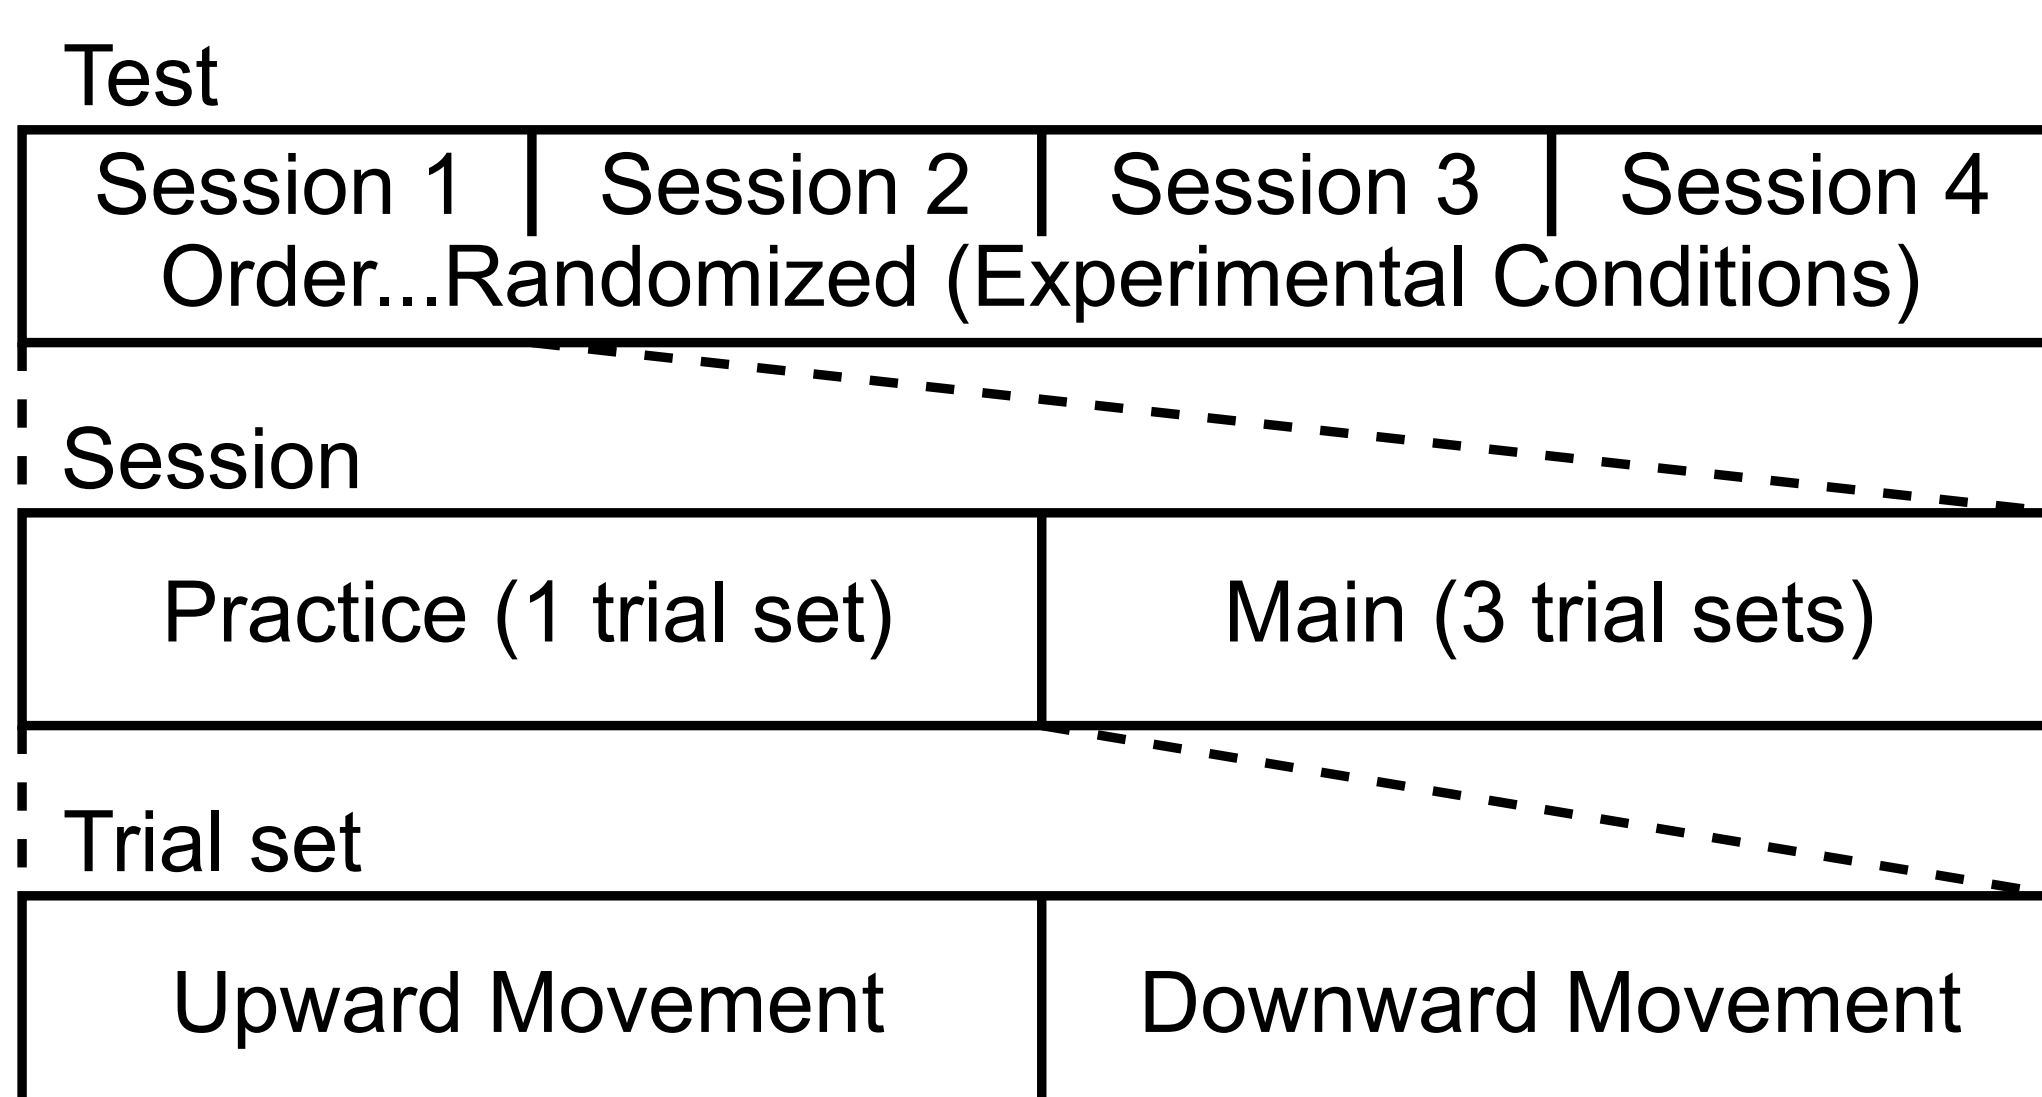 Test
Session 1 Session 2 Session 3 Session 4
Order...Randomized (Experimental Conditions)
Session
Practice (1 trial set) Main (3 trial sets)
Trial set
Upward Movement Downward Movement